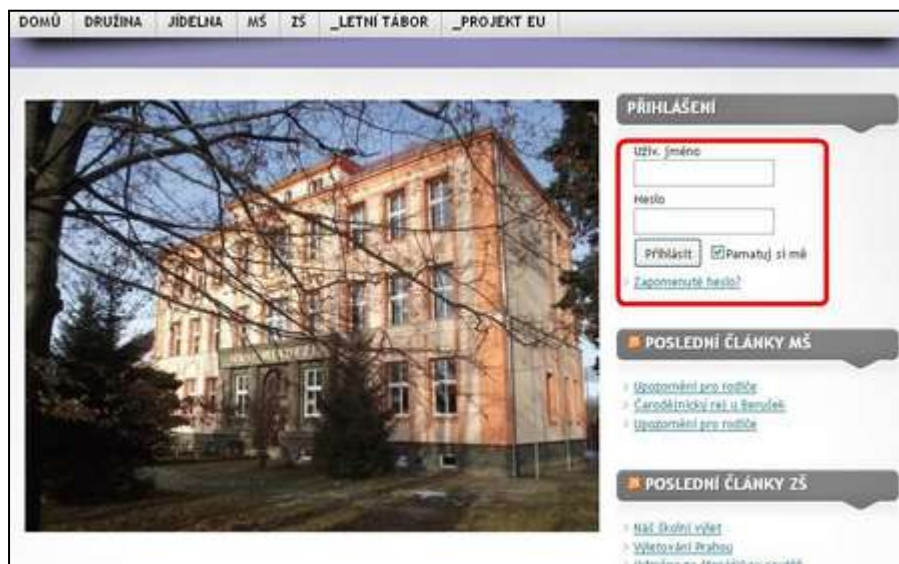 DOMŮ DRUŽINA JÍDELNA MŠ ZŠ _LETNÍ TÁBOR _PROJEKT EU
PŘIHLÁŠENÍ
Uživ. jméno
Heslo
Přihlásit Pamatuj si mě
Zapomenuté heslo?
POSLEDNÍ ČLÁNKY MŠ
Upozornění pro rodiče
Čarodějnický rej u Berušek
Upozornění pro rodiče
POSLEDNÍ ČLÁNKY ZŠ
Náš školní výlet
Výletování Prahou